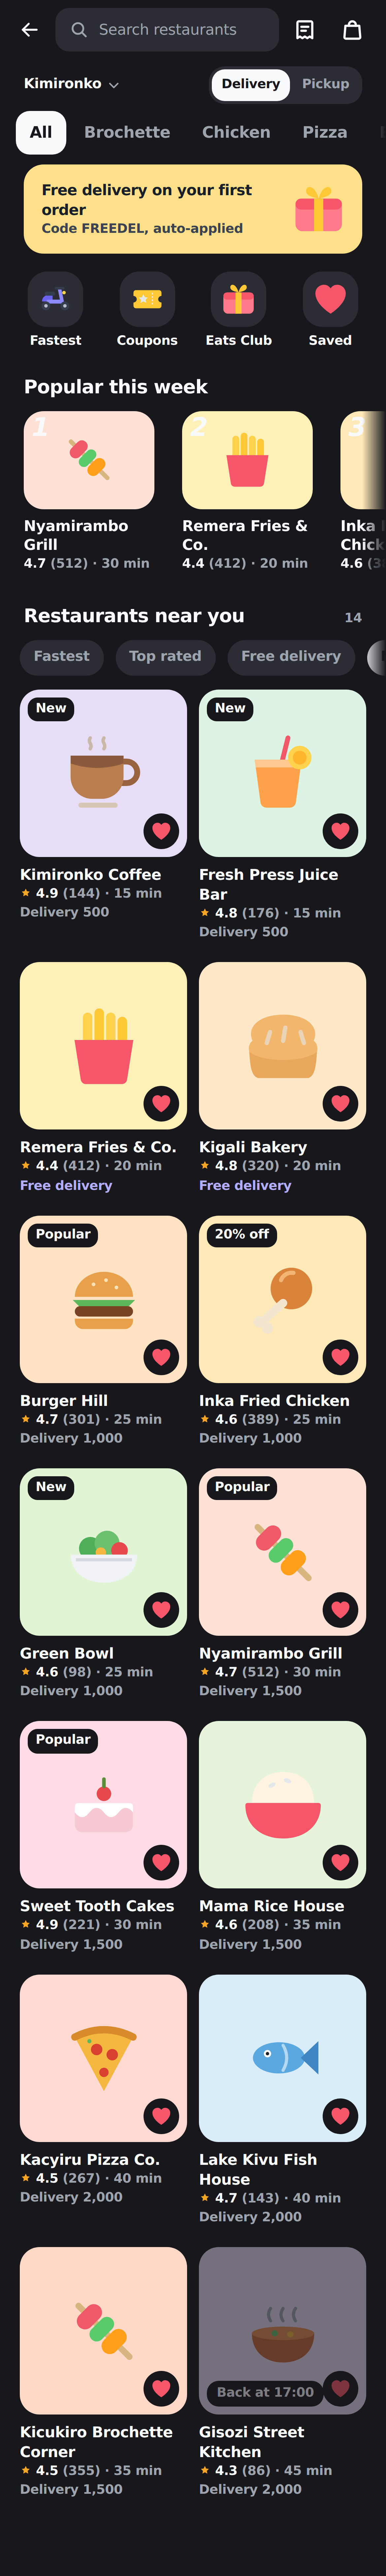 Search restaurants
Kimironko
Delivery
Pickup
All
Brochette
Chicken
Pizza
Free delivery on your first
order
Code FREEDEL, auto-applied
Fastest
Coupons
Eats Club
Saved
Popular this week
1
2
3
Nyamirambo
Grill
4.7 (512) · 30 min
Remera Fries &
Co.
4.4 (412) · 20 min
Inka
Chick
4.6
Restaurants near you
14
Fastest
Top rated
Free delivery
New
New
Kimironko Coffee
4.9 (144) · 15 min
Delivery 500
Fresh Press Juice
Bar
4.8 (176) · 15 min
Delivery 500
Remera Fries & Co.
4.4 (412) · 20 min
Free delivery
Kigali Bakery
4.8 (320) · 20 min
Free delivery
Popular
20% off
Burger Hill
4.7 (301) · 25 min
Delivery 1,000
Inka Fried Chicken
4.6 (389) · 25 min
Delivery 1,000
New
Popular
Green Bowl
4.6 (98) · 25 min
Delivery 1,000
Nyamirambo Grill
4.7 (512) · 30 min
Delivery 1,500
Popular
Sweet Tooth Cakes
4.9 (221) · 30 min
Delivery 1,500
Mama Rice House
4.6 (208) · 35 min
Delivery 1,500
Kacyiru Pizza Co.
4.5 (267) · 40 min
Delivery 2,000
Lake Kivu Fish
House
4.7 (143) · 40 min
Delivery 2,000
Back at 17:00
Kicukiro Brochette
Corner
4.5 (355) · 35 min
Delivery 1,500
Gisozi Street
Kitchen
4.3 (86) · 45 min
Delivery 2,000